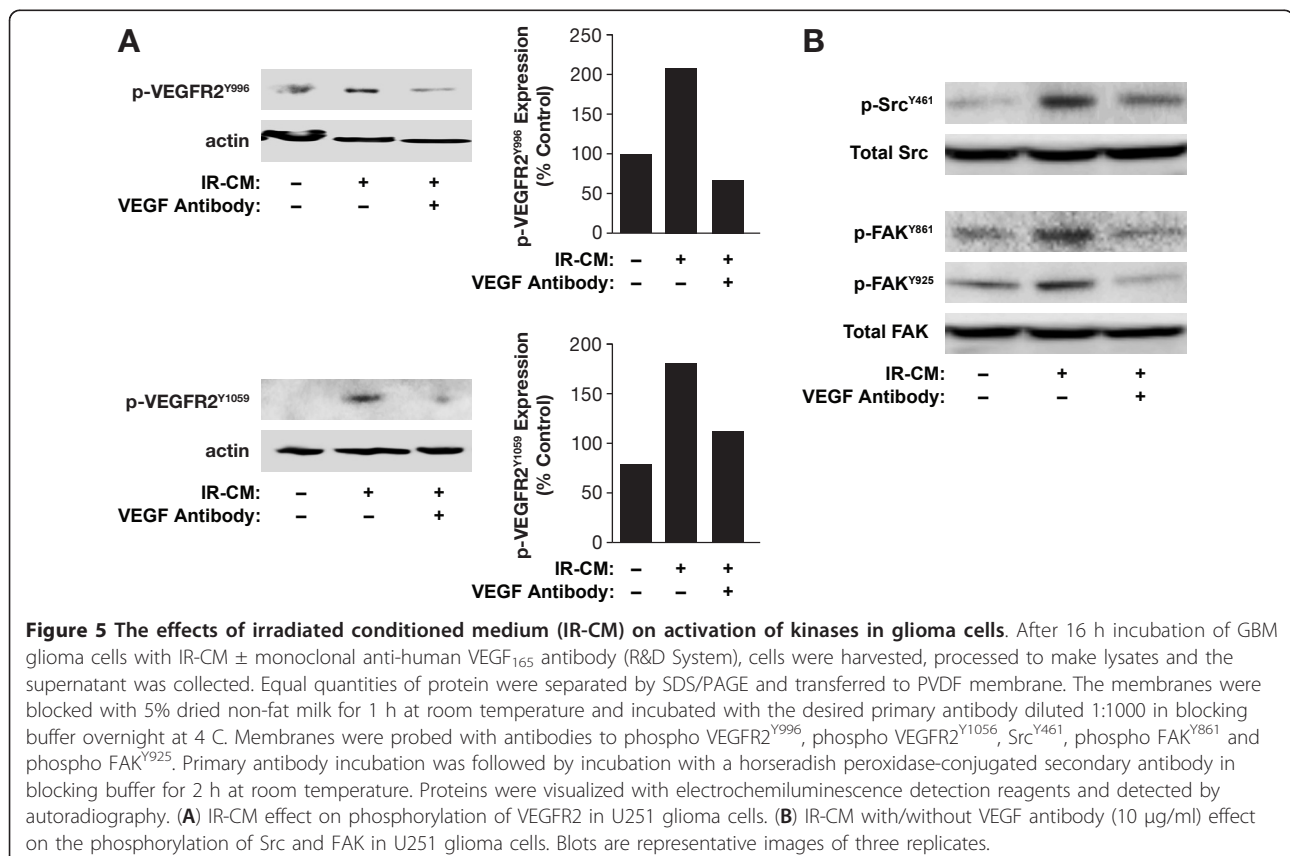 A
B
p-VEGFR2Y996
actin
IR-CM: – + +
VEGF Antibody: – – +
p-VEGFR2Y996 Expression
(% Control)
250
200
150
100
50
0
IR-CM: – + +
VEGF Antibody: – – +
p-VEGFR2Y1059
actin
IR-CM: – + +
VEGF Antibody: – – +
p-VEGFR2Y1059 Expression
(% Control)
200
150
100
50
0
IR-CM: – + +
VEGF Antibody: – – +
p-SrcY461
Total Src
p-FAKY861
p-FAKY925
Total FAK
IR-CM: – + +
VEGF Antibody: – – +
Figure 5 The effects of irradiated conditioned medium (IR-CM) on activation of kinases in glioma cells. After 16 h incubation of GBM
glioma cells with IR-CM ± monoclonal anti-human VEGF165 antibody (R&D System), cells were harvested, processed to make lysates and the
supernatant was collected. Equal quantities of protein were separated by SDS/PAGE and transferred to PVDF membrane. The membranes were
blocked with 5% dried non-fat milk for 1 h at room temperature and incubated with the desired primary antibody diluted 1:1000 in blocking
buffer overnight at 4 C. Membranes were probed with antibodies to phospho VEGFR2Y996, phospho VEGFR2Y1056, SrcY461, phospho FAKY861 and
phospho FAKY925. Primary antibody incubation was followed by incubation with a horseradish peroxidase-conjugated secondary antibody in
blocking buffer for 2 h at room temperature. Proteins were visualized with electrochemiluminescence detection reagents and detected by
autoradiography. (A) IR-CM effect on phosphorylation of VEGFR2 in U251 glioma cells. (B) IR-CM with/without VEGF antibody (10 μg/ml) effect
on the phosphorylation of Src and FAK in U251 glioma cells. Blots are representative images of three replicates.